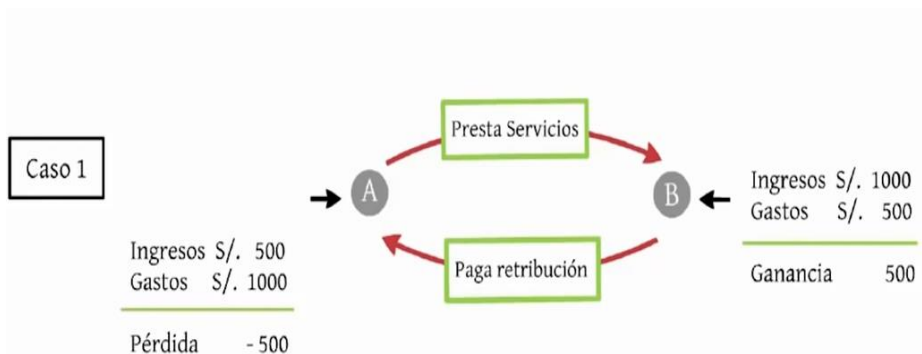 Caso 1
Presta Servicios
A
B
Paga retribución
Ingresos S/. 500
Gastos S/. 1000
Pérdida - 500
Ingresos S/. 1000
Gastos S/. 500
Ganancia 500